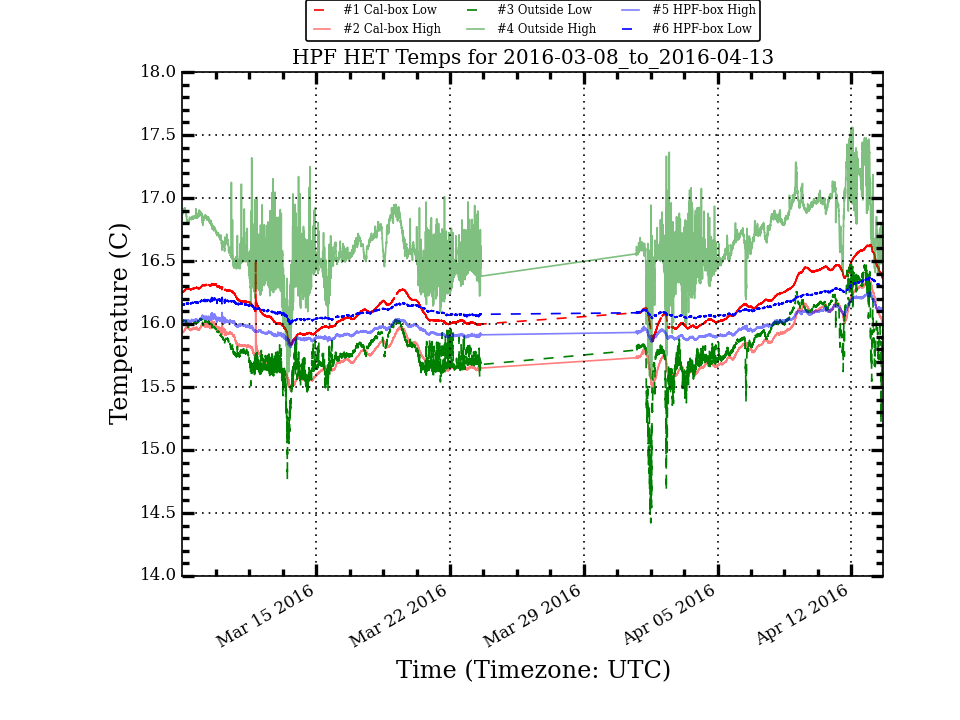 #1 Cal-box Low #3 Outside Low #5 HPF-box High
#2 Cal-box High #4 Outside High #6 HPF-box Low
HPF HET Temps for 2016-03-08_to_2016-04-13
18.0
17.5
17.0
16.5
16.0
15.5
15.0
14.5
14.0
Temperature (C)
Mar 15 2016 Mar 22 2016 Mar 29 2016 Apr 05 2016 Apr 12 2016
Time (Timezone: UTC)